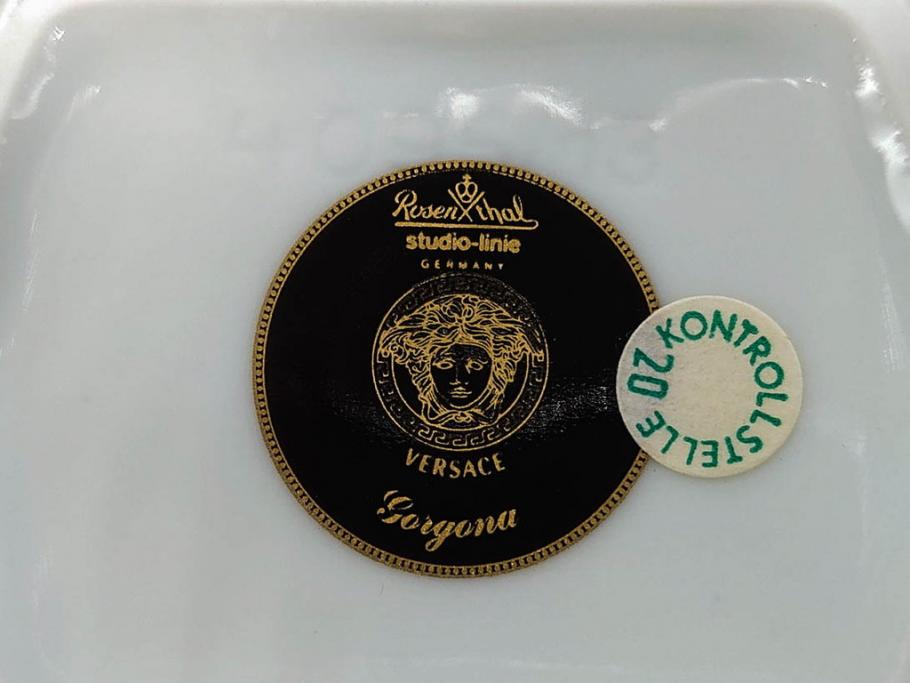 Rosenthal
studio-linie
GERMANY
VERSACE
Gorgona
KONTROLLSTELLE 20